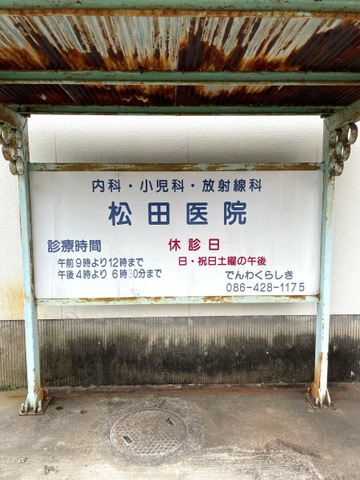 内科・小児科・放射線科
松田医院
診療時間
午前9時より12時まで
午後4時より6時30分まで
休診日
日・祝日土曜の午後
でんわくらしき
086-428-1175